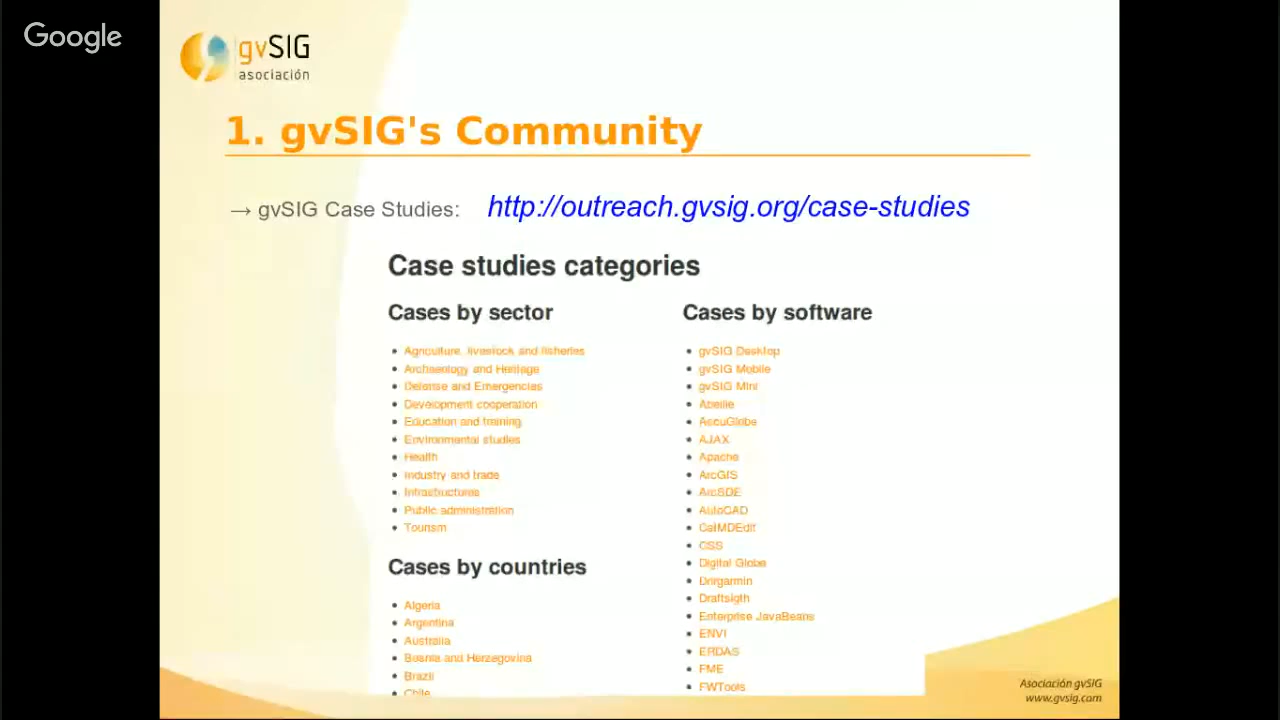 Google
gvSIG
asociación
1. gvSIG's Community
→ gvSIG Case Studies: http://outreach.gvsig.org/case-studies
Case studies categories
Cases by sector
• Agriculture, livestock and fisheries
• Archaeology and Heritage
• Defense and Emergencies
• Development cooperation
• Education and training
• Environmental studies
• Health
• Industry and trade
• Infrastructures
• Public administration
• Tourism
Cases by countries
• Algeria
• Argentina
• Australia
• Bosnia and Herzegovina
• Brazil
• Chile
Cases by software
• gvSIG Desktop
• gvSIG Mobile
• gvSIG Mini
• Abeille
• AccuGlobe
• AJAX
• Apache
• ArcGIS
• ArcSDE
• AutoCAD
• CatMDEdit
• CSS
• Digital Globe
• Dnrgarmin
• Draftsigth
• Enterprise JavaBeans
• ENVI
• ERDAS
• FME
• FWTools
Asociación gvSIG
www.gvsig.com